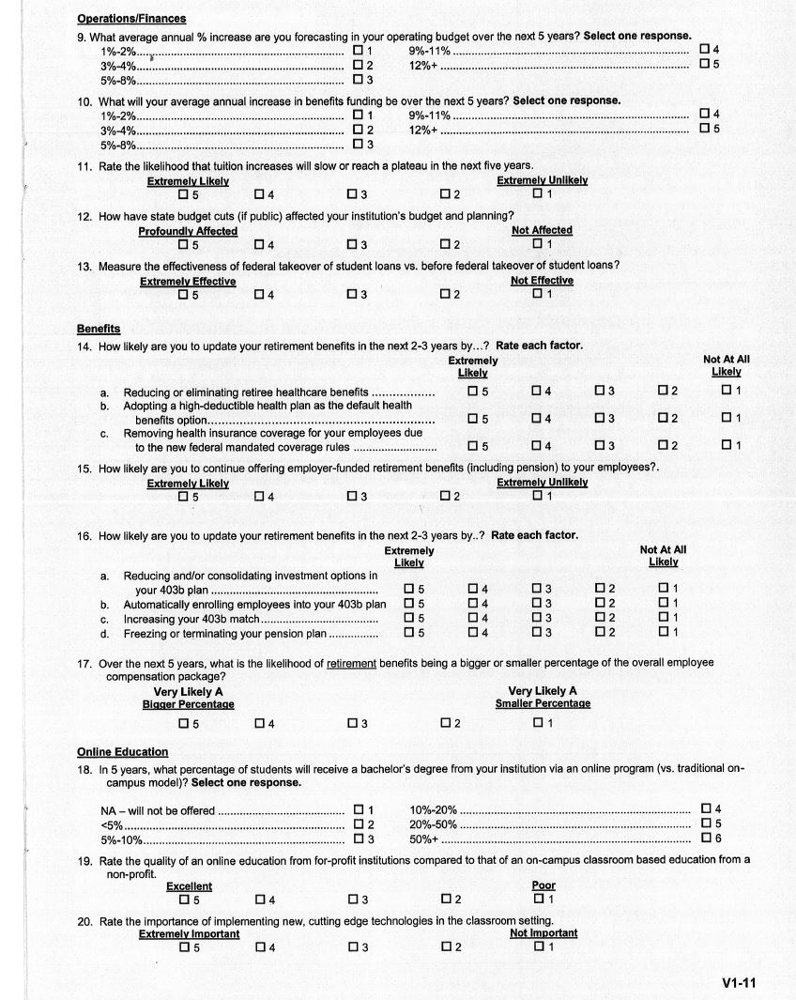 Operations/Finances
9. What average annual % increase are you forecasting in your operating budget over the next 5 years? Select one response.
1%-2%........ ☐ 1 9%-11% ........ ☐ 4
3%-4%........ ☐ 2 12%+ ........ ☐ 5
5%-8%........ ☐ 3
10. What will your average annual increase in benefits funding be over the next 5 years? Select one response.
1%-2%........ ☐ 1 9%-11% ........ ☐ 4
3%-4%........ ☐ 2 12%+ ........ ☐ 5
5%-8%........ ☐ 3
11. Rate the likelihood that tuition increases will slow or reach a plateau in the next five years.
Extremely Likely Extremely Unlikely
☐ 5 ☐ 4 ☐ 3 ☐ 2 ☐ 1
12. How have state budget cuts (if public) affected your institution's budget and planning?
Profoundly Affected Not Affected
☐ 5 ☐ 4 ☐ 3 ☐ 2 ☐ 1
13. Measure the effectiveness of federal takeover of student loans vs. before federal takeover of student loans?
Extremely Effective Not Effective
☐ 5 ☐ 4 ☐ 3 ☐ 2 ☐ 1
Benefits
14. How likely are you to update your retirement benefits in the next 2-3 years by...? Rate each factor.
Extremely Not At All
Likely Likely
a. Reducing or eliminating retiree healthcare benefits ........ ☐ 5 ☐ 4 ☐ 3 ☐ 2 ☐ 1
b. Adopting a high-deductible health plan as the default health
benefits option........ ☐ 5 ☐ 4 ☐ 3 ☐ 2 ☐ 1
c. Removing health insurance coverage for your employees due
to the new federal mandated coverage rules ........ ☐ 5 ☐ 4 ☐ 3 ☐ 2 ☐ 1
15. How likely are you to continue offering employer-funded retirement benefits (including pension) to your employees?.
Extremely Likely Extremely Unlikely
☐ 5 ☐ 4 ☐ 3 ☐ 2 ☐ 1
16. How likely are you to update your retirement benefits in the next 2-3 years by..? Rate each factor.
Extremely Not At All
Likely Likely
a. Reducing and/or consolidating investment options in
your 403b plan ........ ☐ 5 ☐ 4 ☐ 3 ☐ 2 ☐ 1
b. Automatically enrolling employees into your 403b plan ☐ 5 ☐ 4 ☐ 3 ☐ 2 ☐ 1
c. Increasing your 403b match........ ☐ 5 ☐ 4 ☐ 3 ☐ 2 ☐ 1
d. Freezing or terminating your pension plan ........ ☐ 5 ☐ 4 ☐ 3 ☐ 2 ☐ 1
17. Over the next 5 years, what is the likelihood of retirement benefits being a bigger or smaller percentage of the overall employee
compensation package?
Very Likely A Very Likely A
Bigger Percentage Smaller Percentage
☐ 5 ☐ 4 ☐ 3 ☐ 2 ☐ 1
Online Education
18. In 5 years, what percentage of students will receive a bachelor's degree from your institution via an online program (vs. traditional on-
campus model)? Select one response.
NA – will not be offered ........ ☐ 1 10%-20% ........ ☐ 4
<5%........ ☐ 2 20%-50% ........ ☐ 5
5%-10%........ ☐ 3 50%+ ........ ☐ 6
19. Rate the quality of an online education from for-profit institutions compared to that of an on-campus classroom based education from a
non-profit.
Excellent Poor
☐ 5 ☐ 4 ☐ 3 ☐ 2 ☐ 1
20. Rate the importance of implementing new, cutting edge technologies in the classroom setting.
Extremely Important Not Important
☐ 5 ☐ 4 ☐ 3 ☐ 2 ☐ 1
V1-11